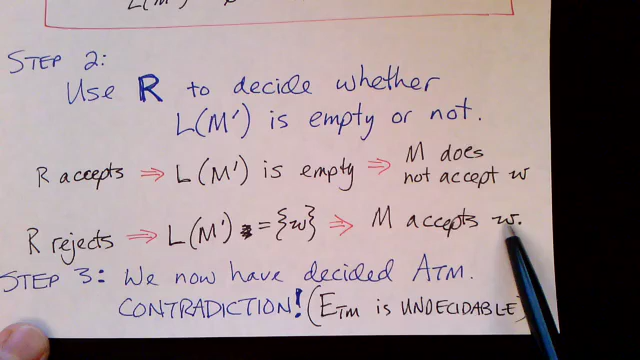 STEP 2:
Use R to decide whether
L(M') is empty or not.
R accepts ⇒ L(M') is empty ⇒ M does not accept w
R rejects ⇒ L(M') = {w} ⇒ M accepts w.
STEP 3: We now have decided ATM.
CONTRADICTION! (ETM is UNDECIDABLE)